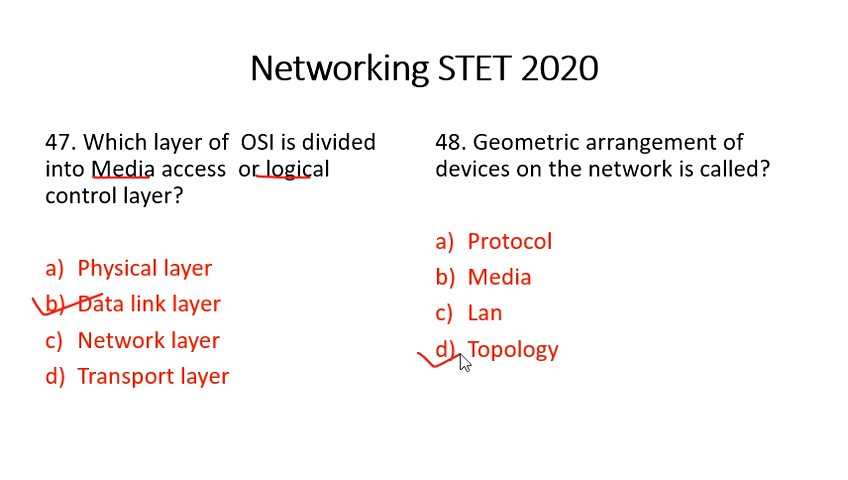 Networking STET 2020
47. Which layer of OSI is divided
into Media access or logical
control layer?
a) Physical layer
b) Data link layer
c) Network layer
d) Transport layer
48. Geometric arrangement of
devices on the network is called?
a) Protocol
b) Media
c) Lan
d) Topology